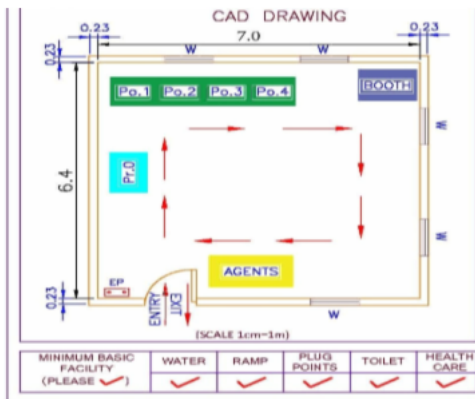 CAD DRAWING
0.23 7.0 0.23
W W
0.23
Po.1 Po.2 Po.3 Po.4 BOOTH
W
Pr.O
6.4
W
AGENTS
EP
0.23
ENTRY EXIT
W
(SCALE 1cm=1m)
MINIMUM BASIC FACILITY (PLEASE ✓) WATER RAMP PLUG POINTS TOILET HEALTH CARE
✓ ✓ ✓ ✓ ✓